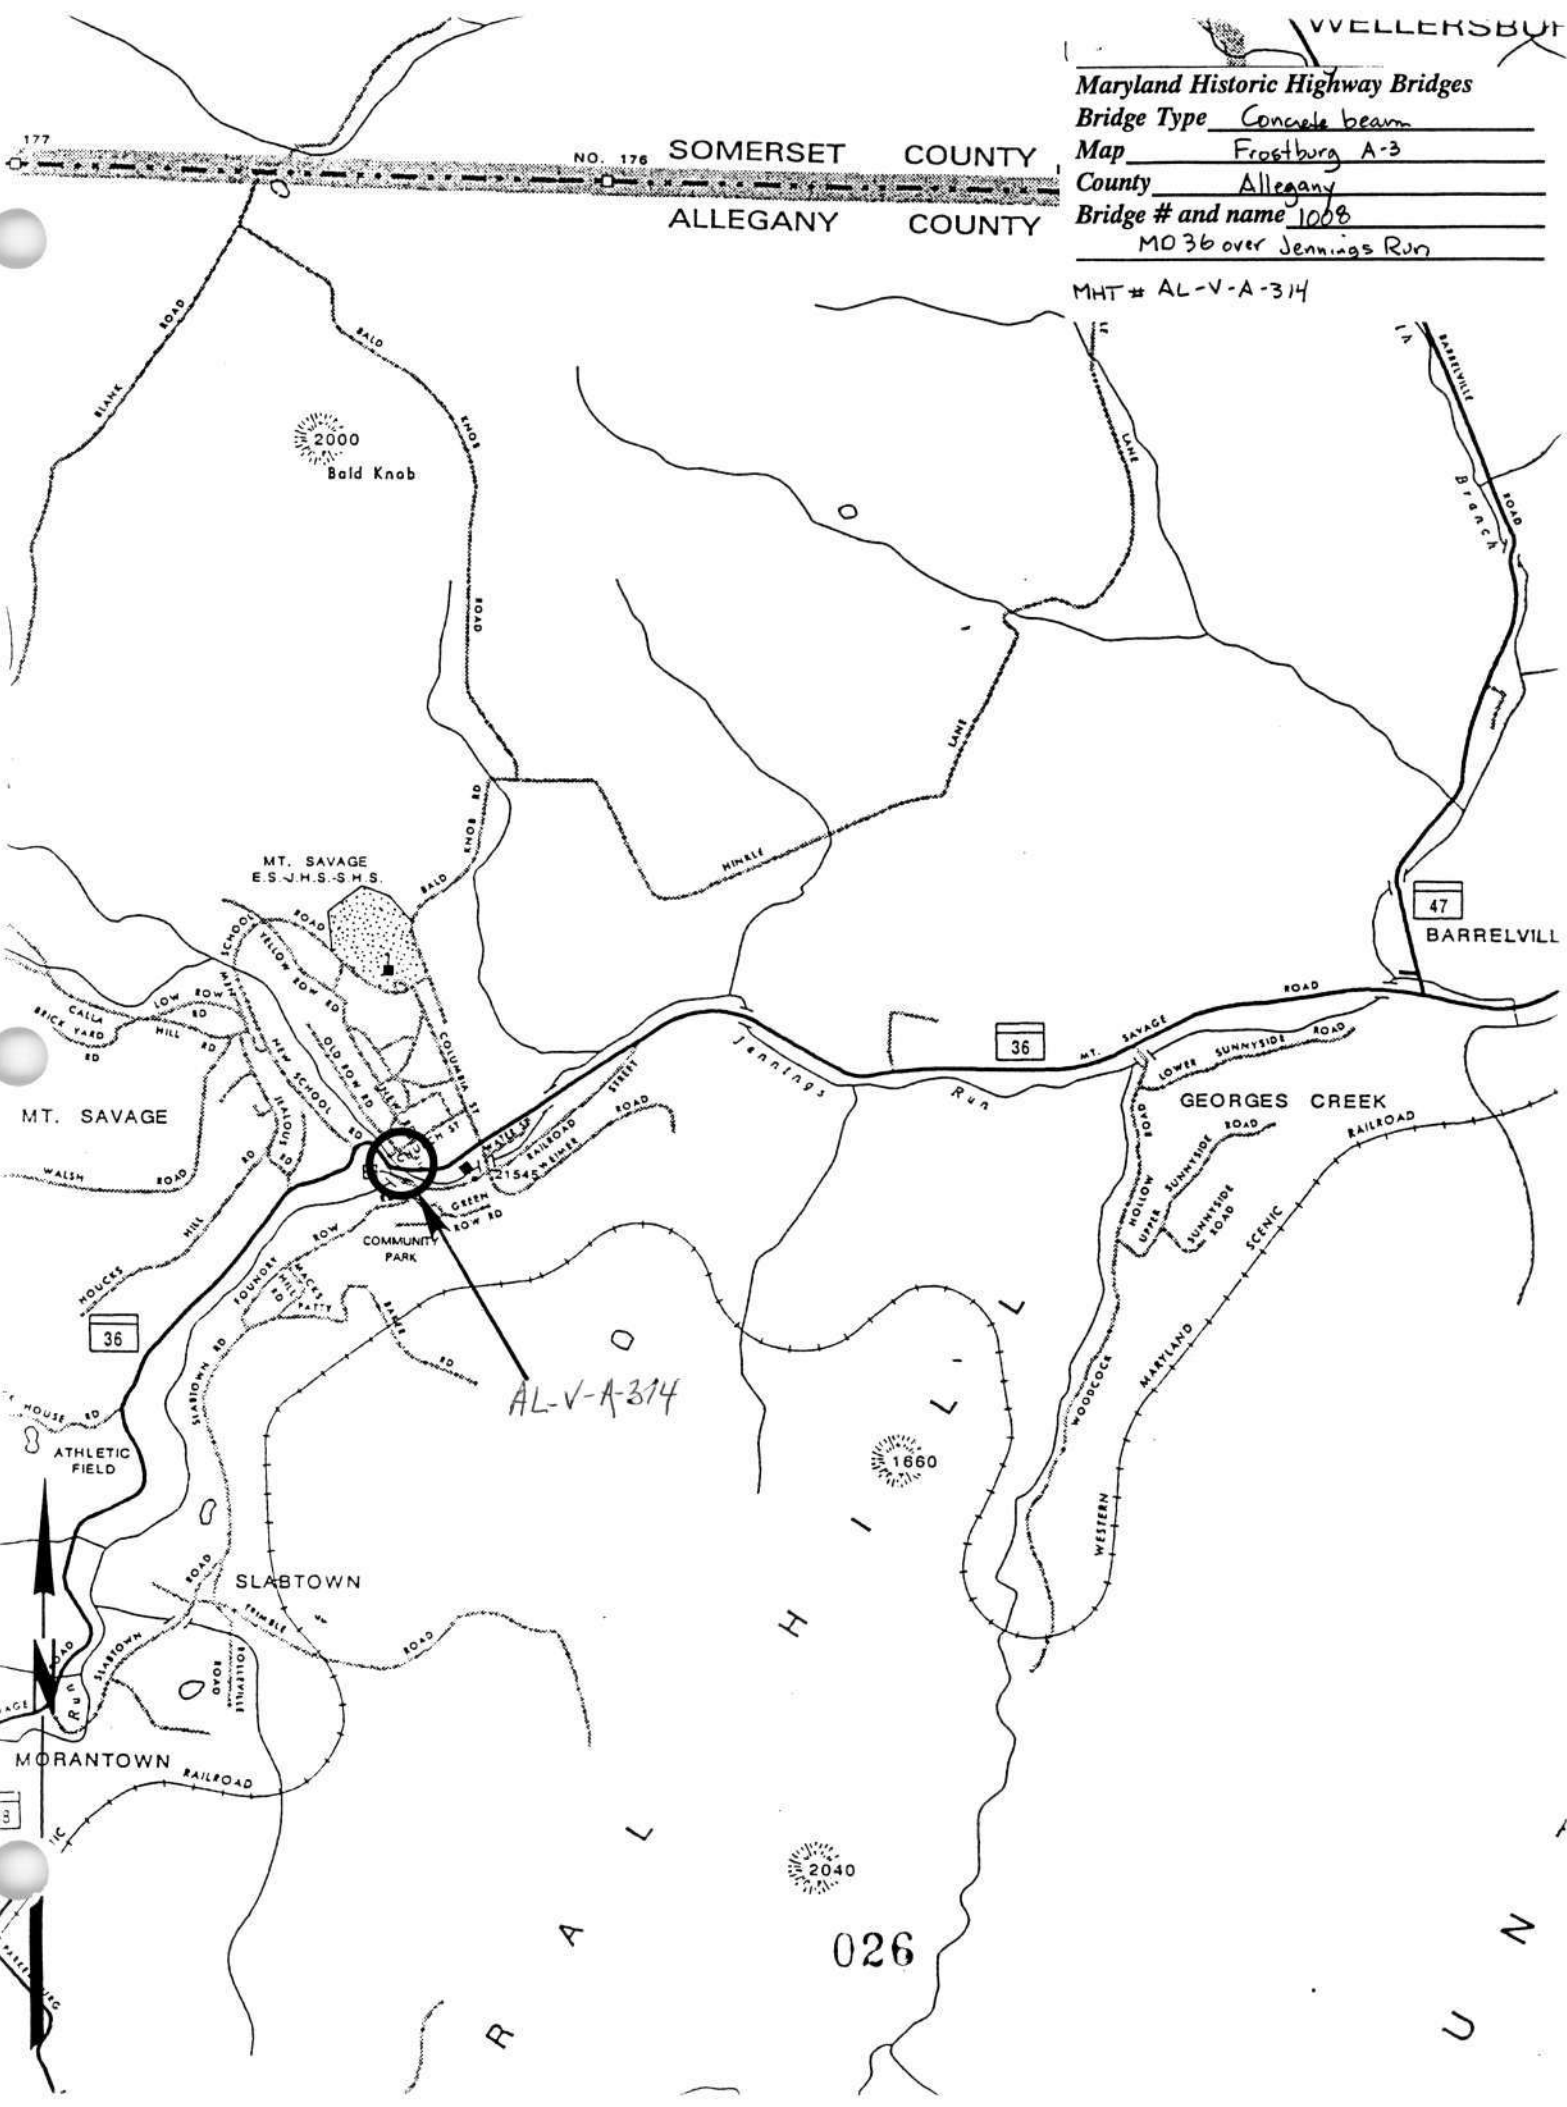 WELLERSBUR
Maryland Historic Highway Bridges
Bridge Type Concrete beam
Map Frostburg A-3
County Allegany
Bridge # and name 1008
MD 36 over Jennings Run
MHT # AL-V-A-314
177
NO. 176
SOMERSET COUNTY
ALLEGANY COUNTY
BLANK ROAD
BALD KNOB ROAD
2000
Bald Knob
LANE
BARRELVILLE ROAD
Branch
LANE
HINKLE
BALD KNOB RD
MT. SAVAGE
E.S.-J.H.S.-S.H.S.
47
BARRELVILL
SCHOOL ROAD
YELLOW ROW RD
LOW ROW RD
CALLA HILL RD
BRICK YARD RD
NEW SCHOOL RD
OLD ROW RD
COLUMBIA ST
JEALOUS RD
MT. SAVAGE
WALSH ROAD
Jennings Run
36
MT. SAVAGE ROAD
LOWER SUNNYSIDE ROAD
GEORGES CREEK
RAILROAD
STREET
WATER ST
RAILROAD
WEIMER ROAD
21545
GREEN ROW RD
COMMUNITY
PARK
FOUNDRY ROW
MACKS HILL RD
PATTY
BAKER RD
HOUCKS HILL RD
36
WOODCOCK HOLLOW ROAD
UPPER SUNNYSIDE ROAD
SUNNYSIDE ROAD
WESTERN MARYLAND SCENIC
AL-V-A-314
SLABTOWN RD
HOUSE RD
ATHLETIC
FIELD
1660
SLABTOWN
TRIMBLE ROAD
SLABTOWN ROAD
BOLLEVILLE ROAD
N
ROAD
Run
MORANTOWN
RAILROAD
2040
026
R A L L H I L L
U N